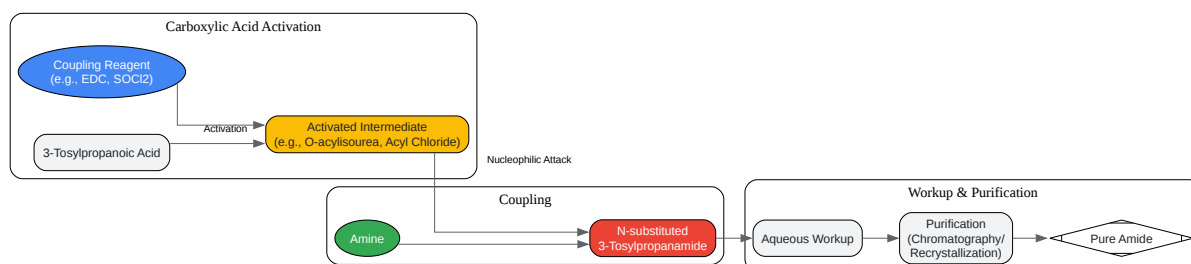 Carboxylic Acid Activation
Coupling Reagent
(e.g., EDC, SOCl2)
Activation
3-Tosylpropanoic Acid
Activated Intermediate
(e.g., O-acylisourea, Acyl Chloride)
Nucleophilic Attack
Coupling
Amine
N-substituted
3-Tosylpropanamide
Workup & Purification
Aqueous Workup
Purification
(Chromatography/
Recrystallization)
Pure Amide